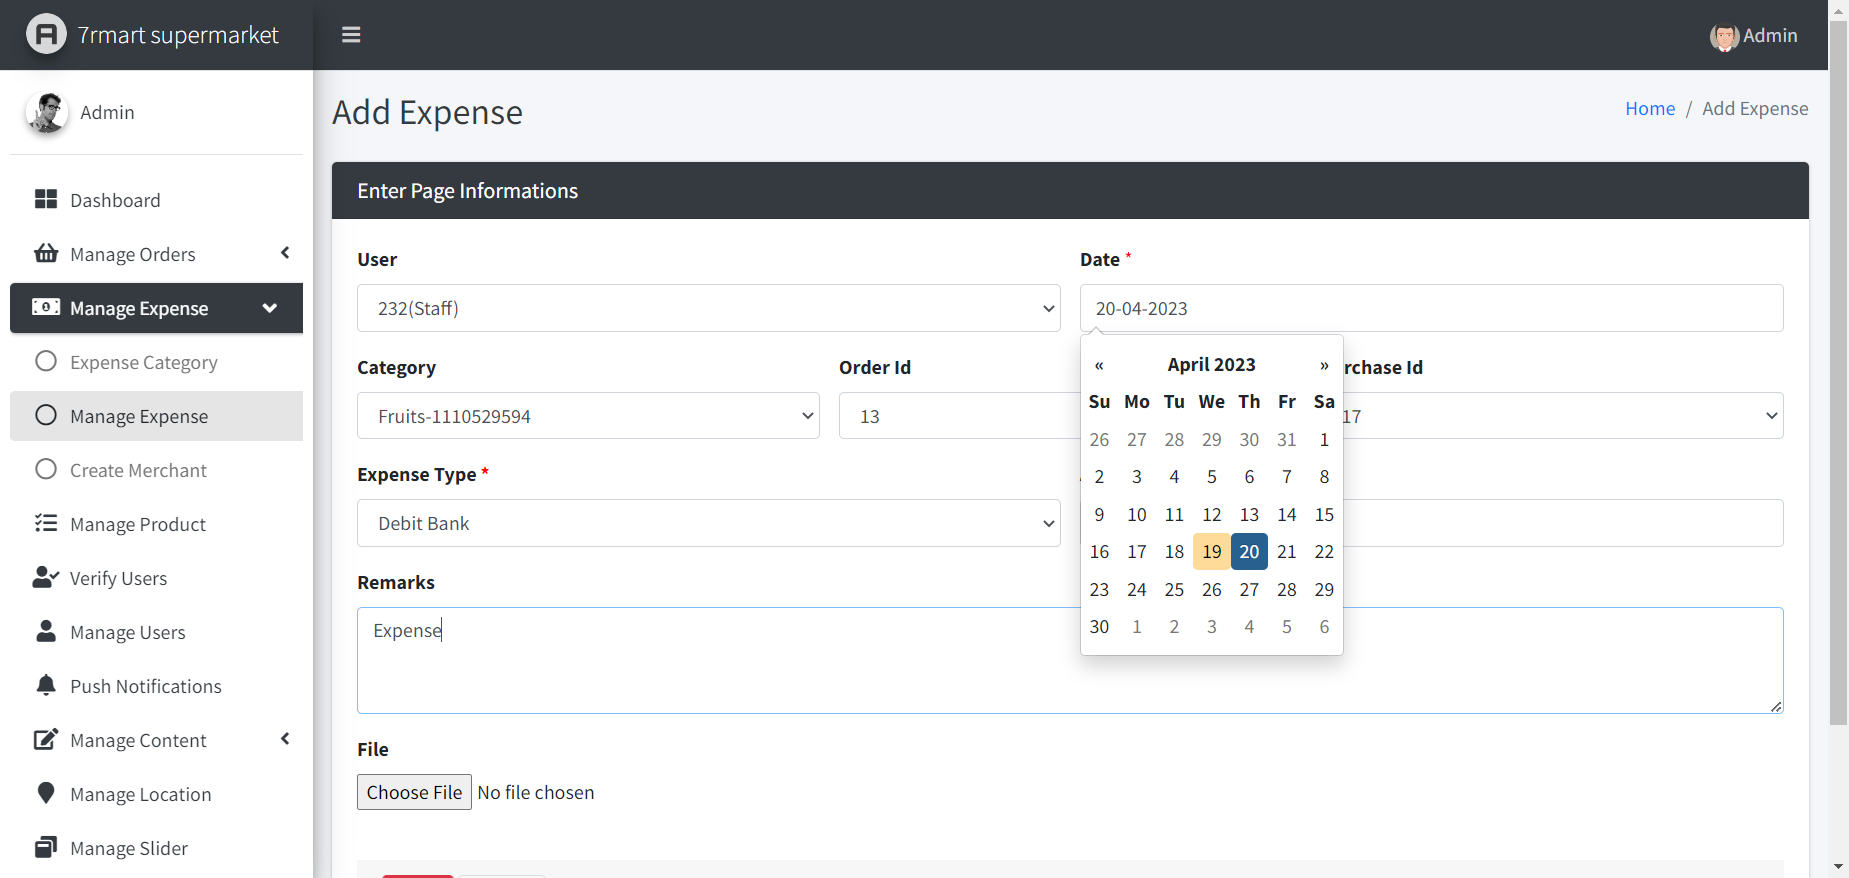 7rmart supermarket
Admin
Admin
Add Expense
Home / Add Expense
Dashboard
Manage Orders
Manage Expense
Expense Category
Manage Expense
Create Merchant
Manage Product
Verify Users
Manage Users
Push Notifications
Manage Content
Manage Location
Manage Slider
Enter Page Informations
User
232(Staff)
Date *
20-04-2023
Category
Fruits-1110529594
Order Id
13
rchase Id
17
« April 2023 »
Su Mo Tu We Th Fr Sa
26 27 28 29 30 31 1
2 3 4 5 6 7 8
9 10 11 12 13 14 15
16 17 18 19 20 21 22
23 24 25 26 27 28 29
30 1 2 3 4 5 6
Expense Type *
Debit Bank
Remarks
Expense
File
Choose File No file chosen